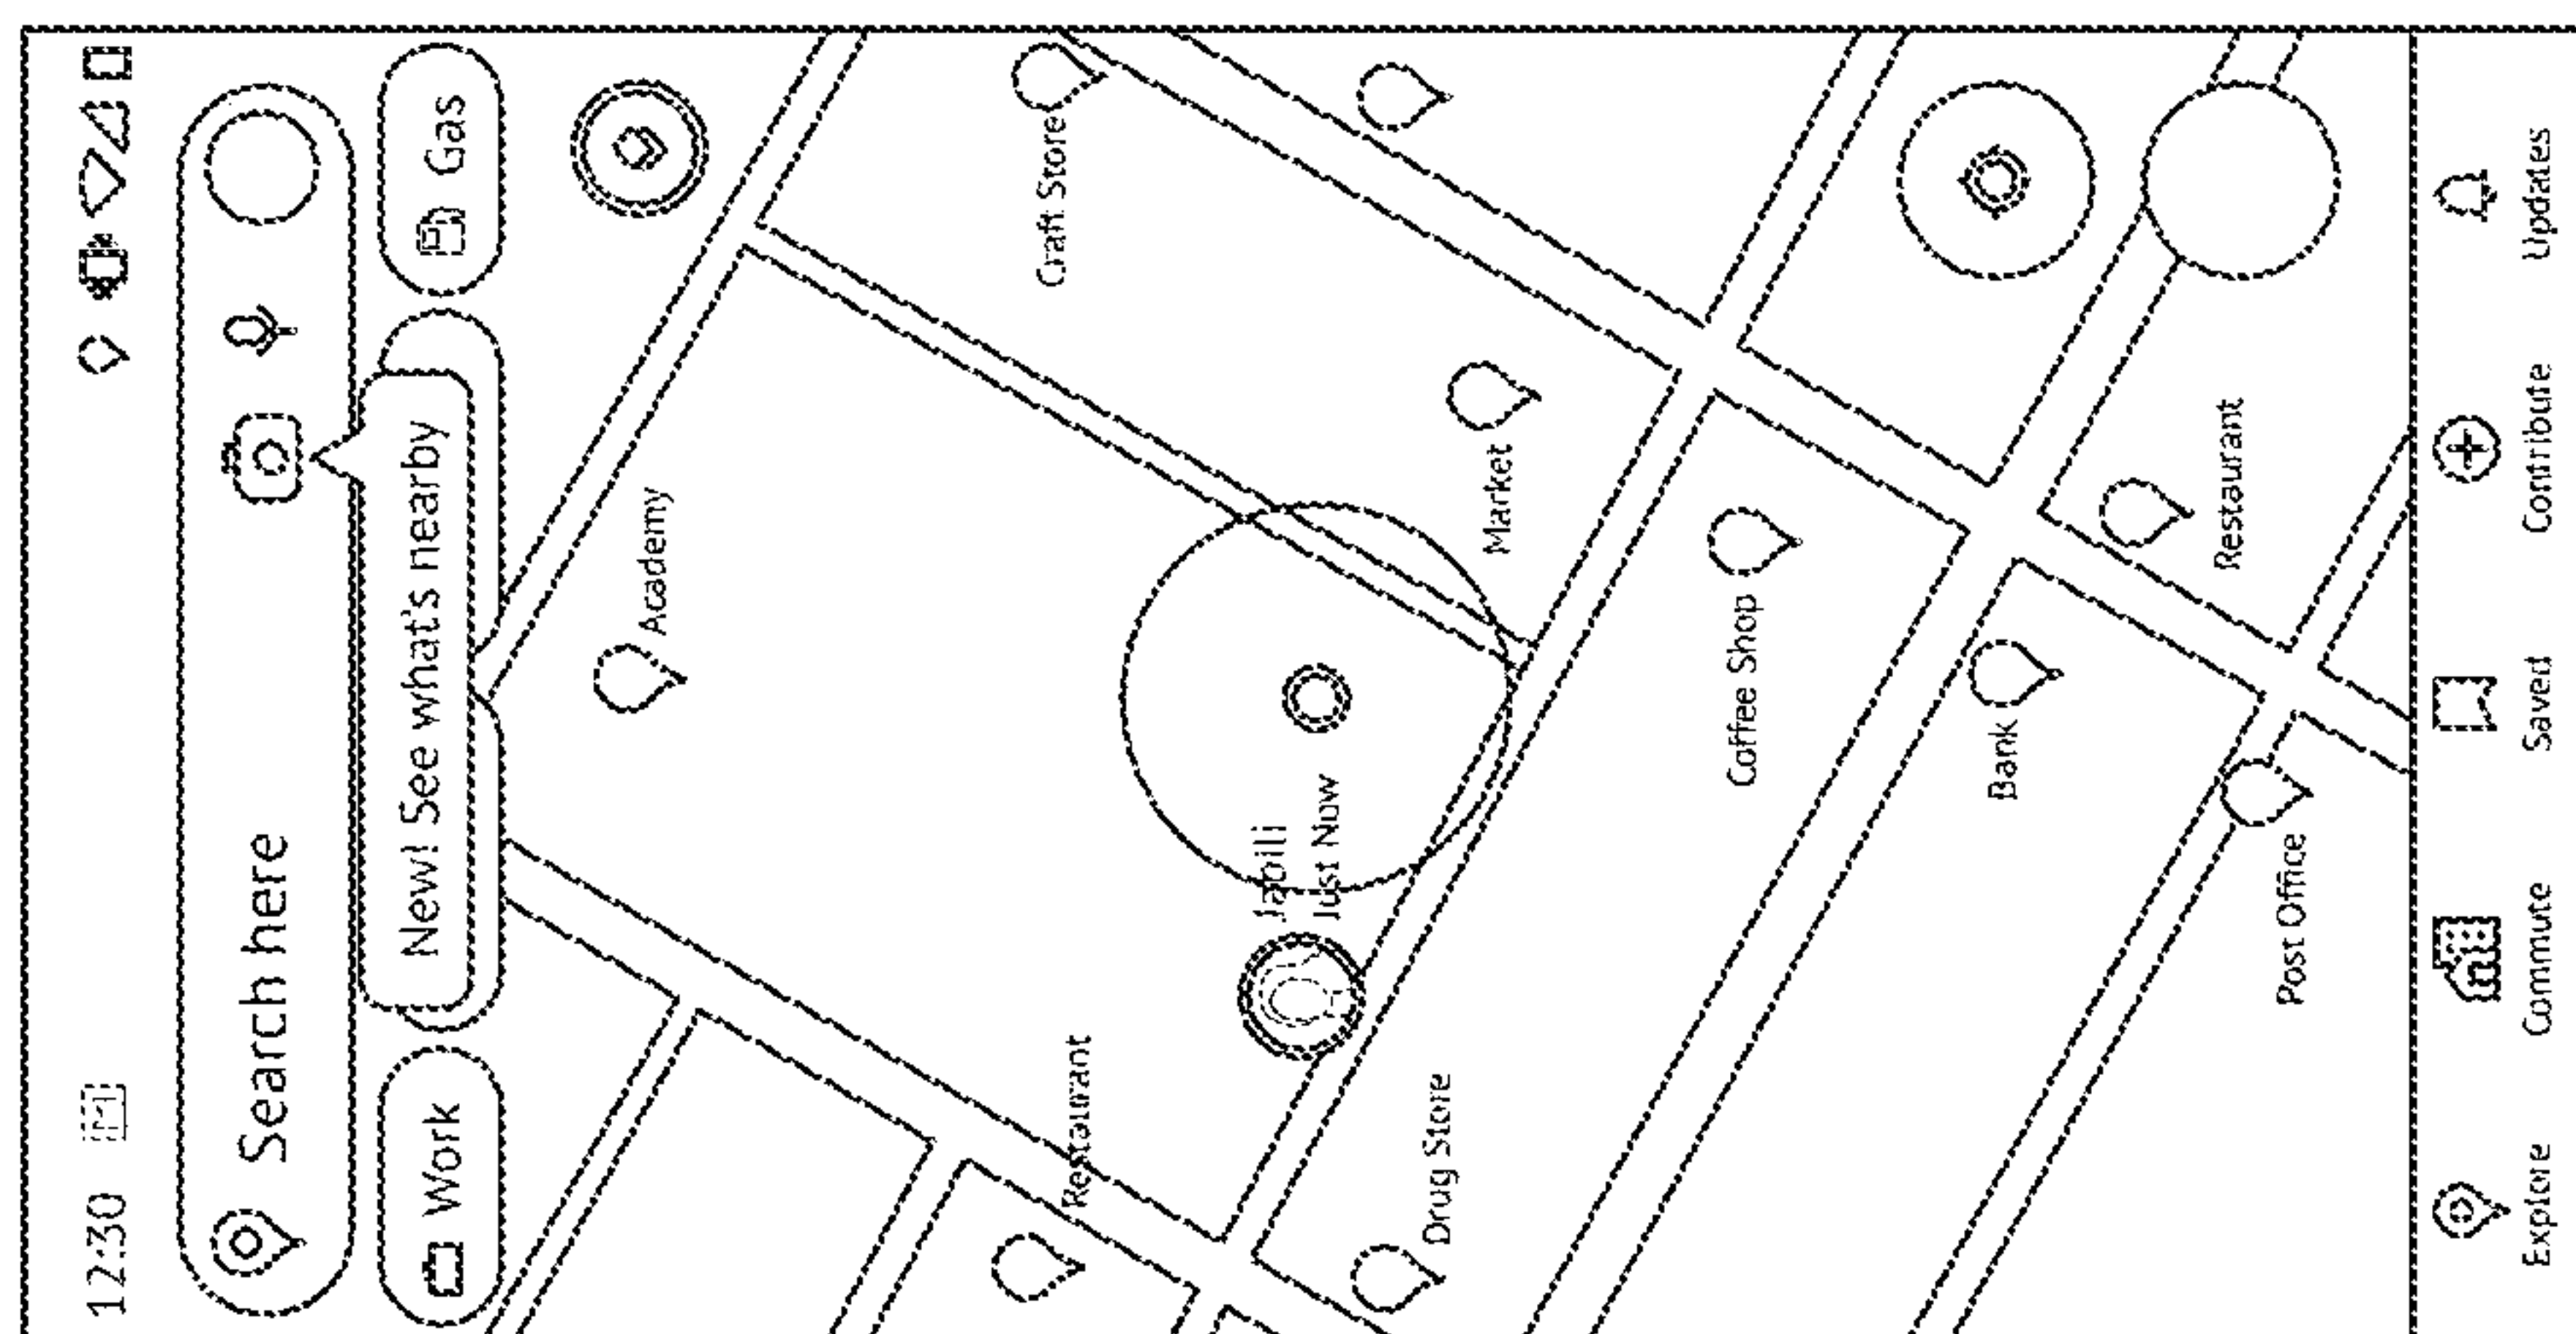 12:30
Search here
New! See what's nearby
Work
Gas
Academy
Craft Store
Restaurant
Jabili
Just Now
Market
Drug Store
Coffee Shop
Bank
Restaurant
Post Office
Explore
Commute
Saved
Contribute
Updates